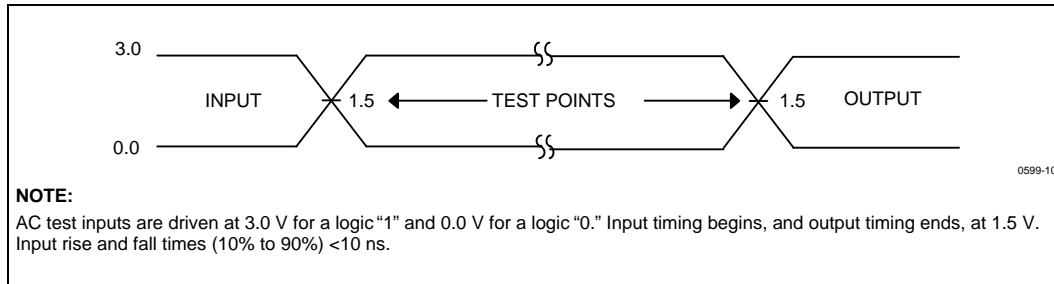 3.0
INPUT
1.5
TEST POINTS
1.5
OUTPUT
0.0
0599-10
NOTE:
AC test inputs are driven at 3.0 V for a logic “1” and 0.0 V for a logic “0.” Input timing begins, and output timing ends, at 1.5 V.
Input rise and fall times (10% to 90%) <10 ns.